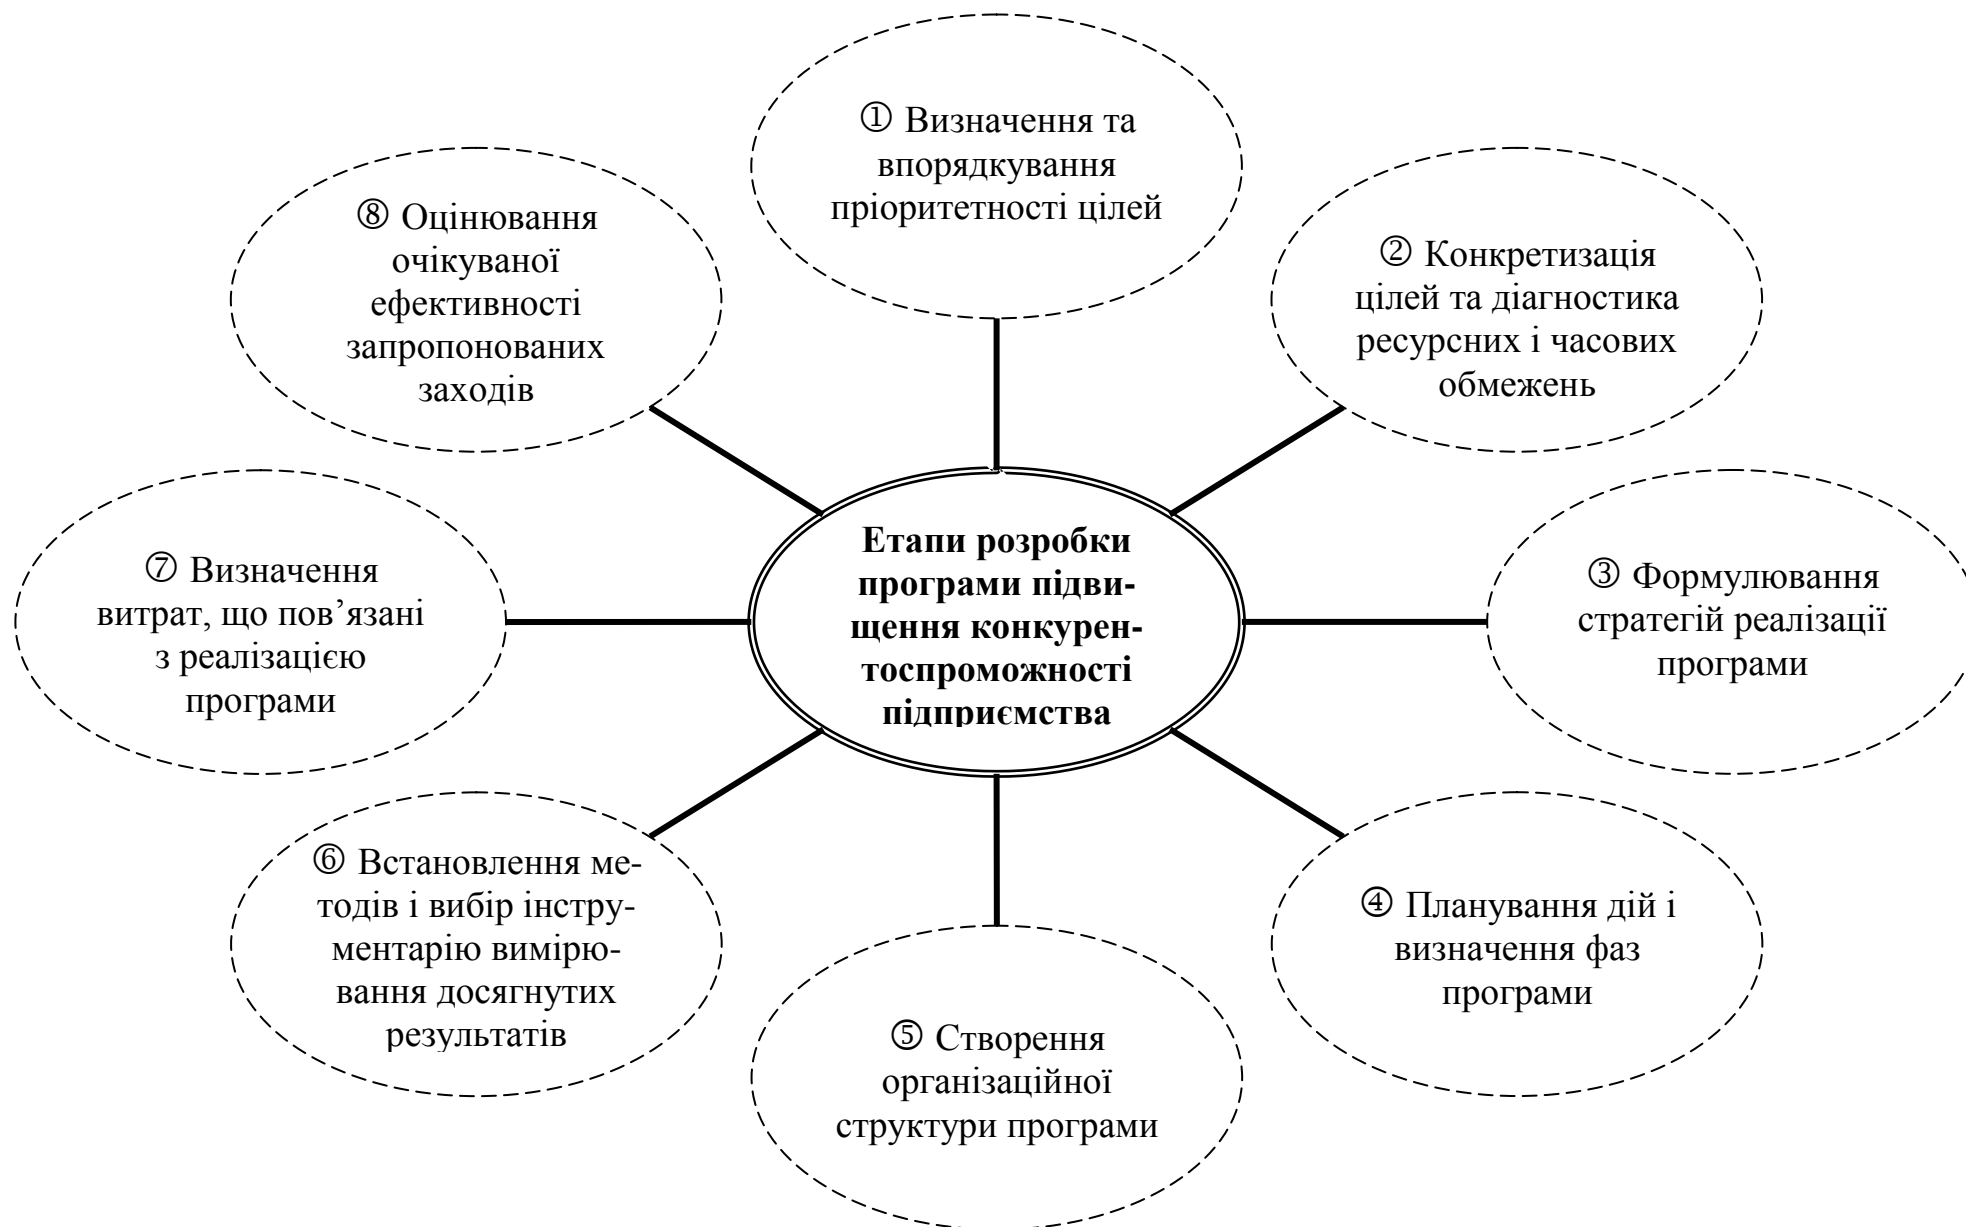 ① Визначення та
впорядкування
пріоритетності цілей
② Конкретизація
цілей та діагностика
ресурсних і часових
обмежень
③ Формулювання
стратегій реалізації
програми
④ Планування дій і
визначення фаз
програми
⑤ Створення
організаційної
структури програми
⑥ Встановлення ме-
тодів і вибір інстру-
ментарію вимірю-
вання досягнутих
результатів
⑦ Визначення
витрат, що пов’язані
з реалізацією
програми
⑧ Оцінювання
очікуваної
ефективності
запропонованих
заходів
Етапи розробки
програми підви-
щення конкурен-
тоспроможності
підприємства